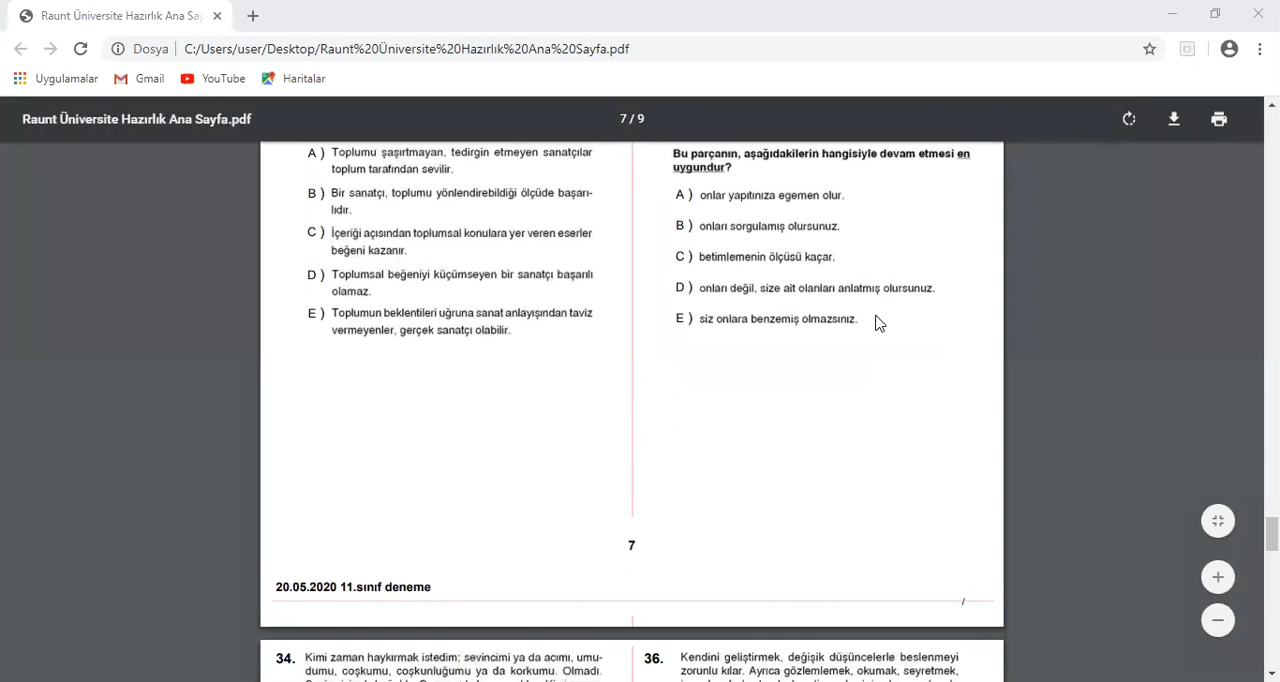 Raunt Üniversite Hazırlık Ana Say
Dosya
C:/Users/user/Desktop/Raunt%20Üniversite%20Hazırlık%20Ana%20Sayfa.pdf
Uygulamalar
Gmail
YouTube
Haritalar
Raunt Üniversite Hazırlık Ana Sayfa.pdf
7 / 9
A ) Toplumu şaşırtmayan, tedirgin etmeyen sanatçılar
toplum tarafından sevilir.
B ) Bir sanatçı, toplumu yönlendirebildiği ölçüde başarı-
lıdır.
C ) İçeriği açısından toplumsal konulara yer veren eserler
beğeni kazanır.
D ) Toplumsal beğeniyi küçümseyen bir sanatçı başarılı
olamaz.
E ) Toplumun beklentileri uğruna sanat anlayışından taviz
vermeyenler, gerçek sanatçı olabilir.
Bu parçanın, aşağıdakilerin hangisiyle devam etmesi en
uygundur?
A ) onlar yapıtınıza egemen olur.
B ) onları sorgulamış olursunuz.
C ) betimlemenin ölçüsü kaçar.
D ) onları değil, size ait olanları anlatmış olursunuz.
E ) siz onlara benzemiş olmazsınız.
7
20.05.2020 11.sınıf deneme
/
34. Kimi zaman haykırmak istedim; sevincimi ya da acımı, umu-
dumu, coşkumu, coşkunluğumu ya da korkumu. Olmadı.
36. Kendini geliştirmek, değişik düşüncelerle beslenmeyi
zorunlu kılar. Ayrıca gözlemlemek, okumak, seyretmek,